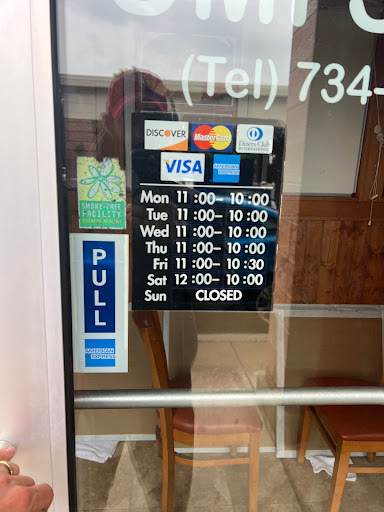 (Tel) 734-
DISCOVER MasterCard Diners Club
INTERNATIONAL
VISA AMERICAN EXPRESS
Mon 11:00-10:00
Tue 11:00-10:00
Wed 11:00-10:00
Thu 11:00-10:00
Fri 11:00-10:30
Sat 12:00-10:00
Sun CLOSED
SMOKE-FREE
FACILITY
PULL
AMERICAN
EXPRESS